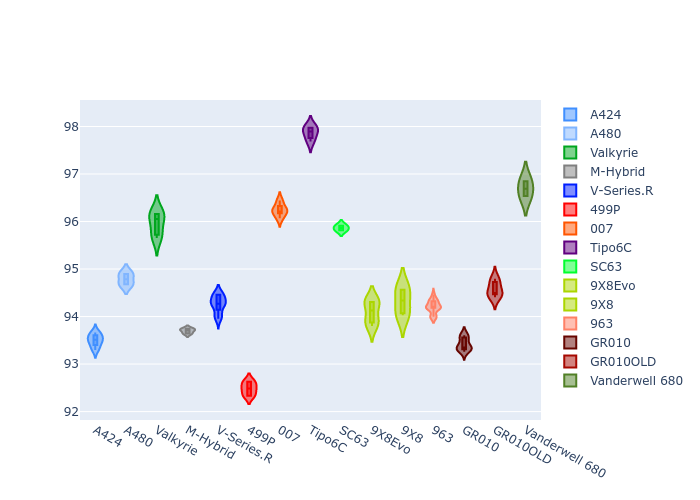 98
97
96
95
94
93
92
A424
A480
Valkyrie
M-Hybrid
V-Series.R
499P
007
Tipo6C
SC63
9X8Evo
9X8
963
GR010
GR010OLD
Vanderwell 680
A424
A480
Valkyrie
M-Hybrid
V-Series.R
499P
007
Tipo6C
SC63
9X8Evo
9X8
963
GR010
GR010OLD
Vanderwell 680